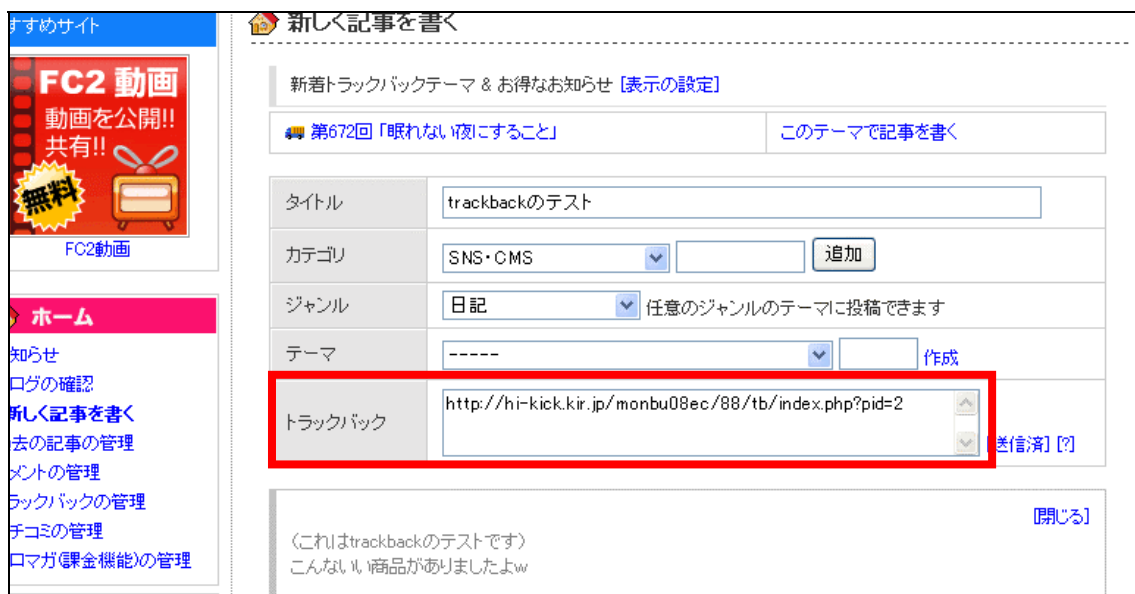 すすめサイト
FC2 動画
動画を公開!!
共有!!
無料
FC2動画
ホーム
知らせ
ログの確認
新しく記事を書く
去の記事の管理
メントの管理
ラックバックの管理
チコミの管理
ロマガ(課金機能)の管理
新しく記事を書く
新着トラックバックテーマ & お得なお知らせ [表示の設定]
第672回「眠れない夜にすること」 このテーマで記事を書く
タイトル trackbackのテスト
カテゴリ SNS・CMS 追加
ジャンル 日記 任意のジャンルのテーマに投稿できます
テーマ ----- 作成
トラックバック http://hi-kick.kir.jp/monbu08ec/88/tb/index.php?pid=2
送信済] [?]
[閉じる]
(これはtrackbackのテストです)
こんないい商品がありましたよw